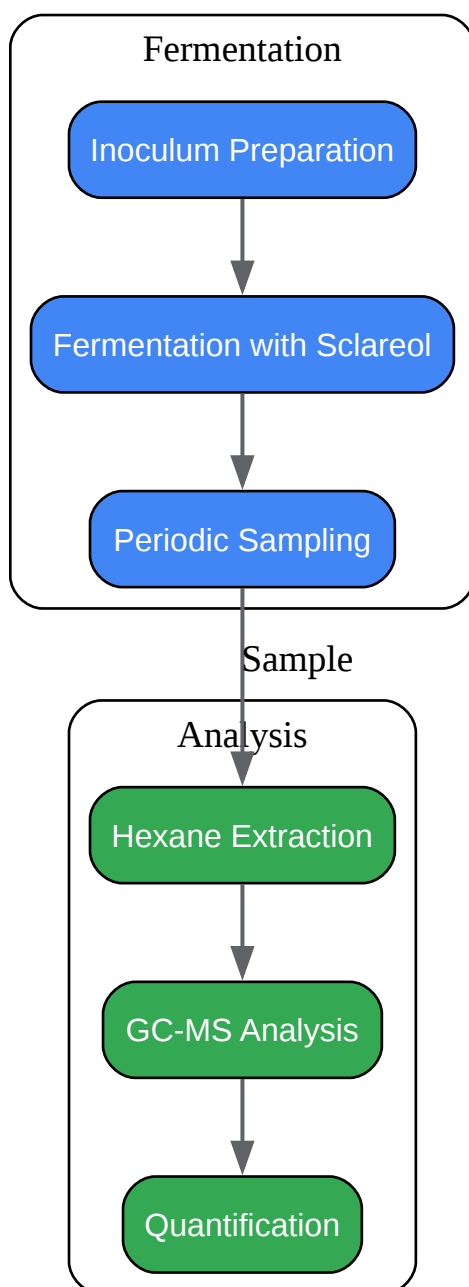 Fermentation
Inoculum Preparation
Fermentation with Sclareol
Periodic Sampling
Sample
Analysis
Hexane Extraction
GC-MS Analysis
Quantification